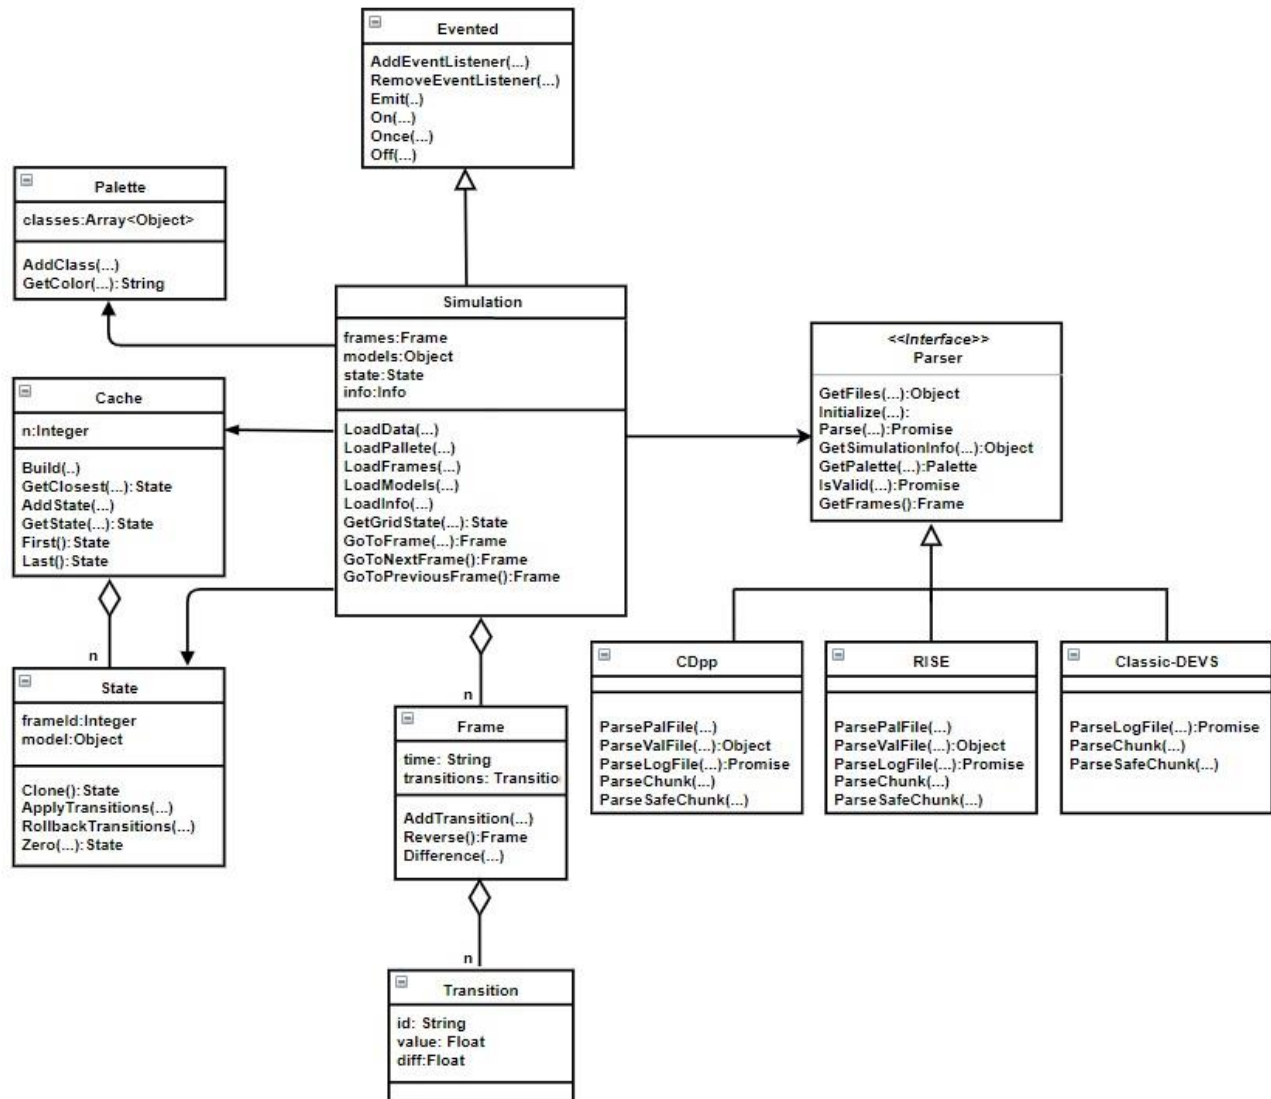 Evented
AddEventListener(...)
RemoveEventListener(...)
Emit(..)
On(...)
Once(...)
Off(...)
Palette
classes:Array<Object>
AddClass(...)
GetColor(...):String
Simulation
frames:Frame
models:Object
state:State
info:Info
LoadData(...)
LoadPallete(...)
LoadFrames(...)
LoadModels(...)
LoadInfo(...)
GetGridState(...):State
GoToFrame(...):Frame
GoToNextFrame():Frame
GoToPreviousFrame():Frame
<<Interface>>
Parser
GetFiles(...):Object
Initialize(...):
Parse(...):Promise
GetSimulationInfo(...):Object
GetPalette(...):Palette
IsValid(...):Promise
GetFrames():Frame
Cache
n:Integer
Build(..)
GetClosest(...):State
AddState(...)
GetState(...):State
First():State
Last():State
n
State
frameId:Integer
model:Object
Clone():State
ApplyTransitions(...)
RollbackTransitions(...)
Zero(...):State
n
Frame
time: String
transitions: Transitio
AddTransition(...)
Reverse():Frame
Difference(...)
n
Transition
id: String
value: Float
diff:Float
CDpp
ParsePalFile(...)
ParseValFile(...):Object
ParseLogFile(...):Promise
ParseChunk(...)
ParseSafeChunk(...)
RISE
ParsePalFile(...)
ParseValFile(...):Object
ParseLogFile(...):Promise
ParseChunk(...)
ParseSafeChunk(...)
Classic-DEVS
ParseLogFile(...):Promise
ParseChunk(...)
ParseSafeChunk(...)